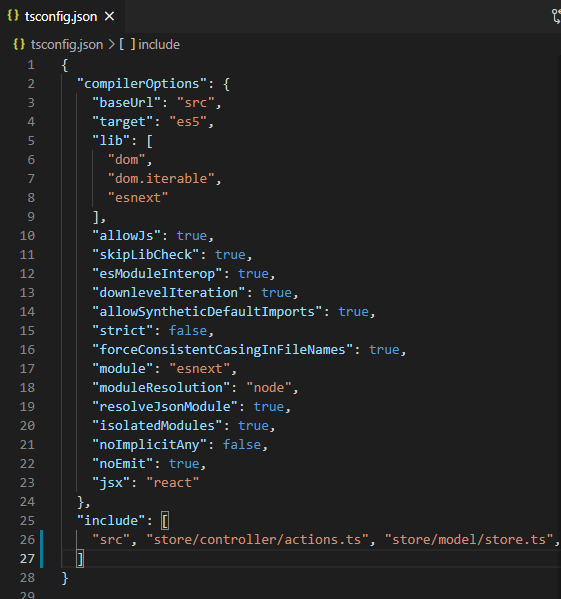 {} tsconfig.json ×
{} tsconfig.json > [ ] include
1 {
2   "compilerOptions": {
3     "baseUrl": "src",
4     "target": "es5",
5     "lib": [
6       "dom",
7       "dom.iterable",
8       "esnext"
9     ],
10     "allowJs": true,
11     "skipLibCheck": true,
12     "esModuleInterop": true,
13     "downlevelIteration": true,
14     "allowSyntheticDefaultImports": true,
15     "strict": false,
16     "forceConsistentCasingInFileNames": true,
17     "module": "esnext",
18     "moduleResolution": "node",
19     "resolveJsonModule": true,
20     "isolatedModules": true,
21     "noImplicitAny": false,
22     "noEmit": true,
23     "jsx": "react"
24   },
25   "include": [
26     "src", "store/controller/actions.ts", "store/model/store.ts",
27   ]
28 }
29